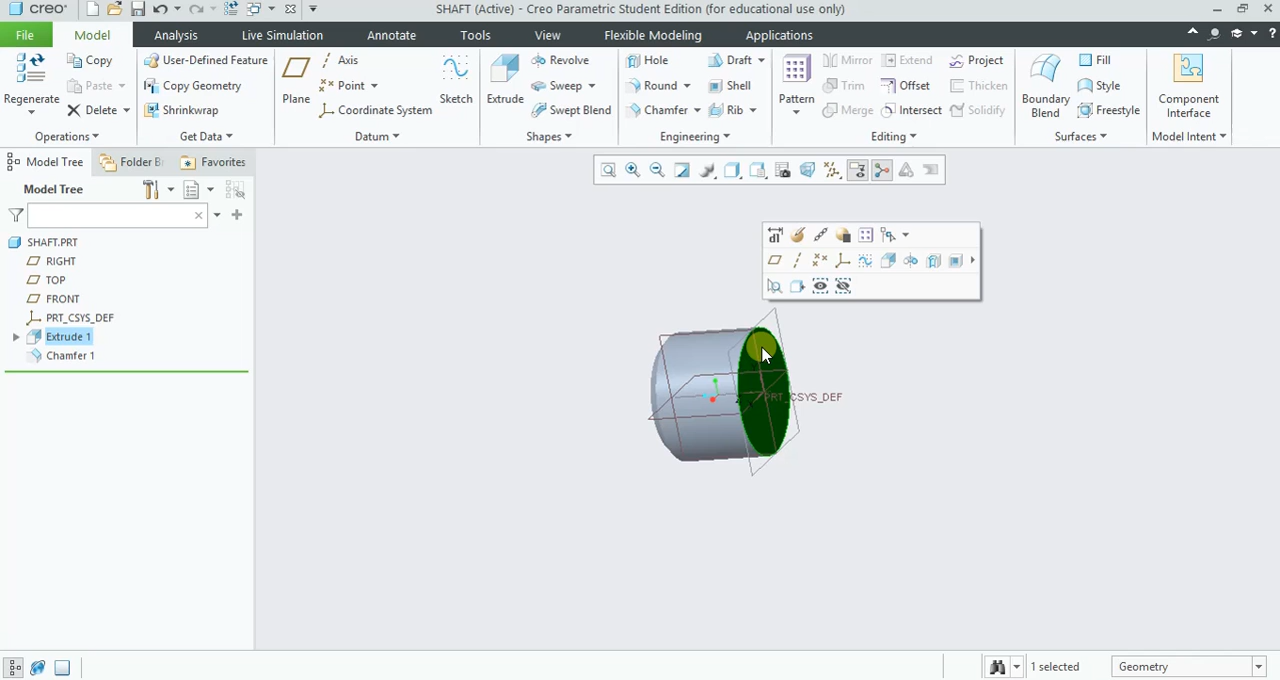 creo SHAFT (Active) - Creo Parametric Student Edition (for educational use only)
File Model Analysis Live Simulation Annotate Tools View Flexible Modeling Applications
Regenerate
Copy
Paste
Delete
Operations
User-Defined Feature
Copy Geometry
Shrinkwrap
Get Data
Plane
Axis
Point
Coordinate System
Sketch
Datum
Extrude
Revolve
Sweep
Swept Blend
Shapes
Hole
Round
Chamfer
Draft
Shell
Rib
Engineering
Pattern
Mirror
Trim
Merge
Extend
Offset
Intersect
Project
Thicken
Solidify
Editing
Boundary
Blend
Fill
Style
Freestyle
Surfaces
Component
Interface
Model Intent
Model Tree Folder B Favorites
Model Tree
SHAFT.PRT
RIGHT
TOP
FRONT
PRT_CSYS_DEF
Extrude 1
Chamfer 1
PRT_CSYS_DEF
1 selected Geometry